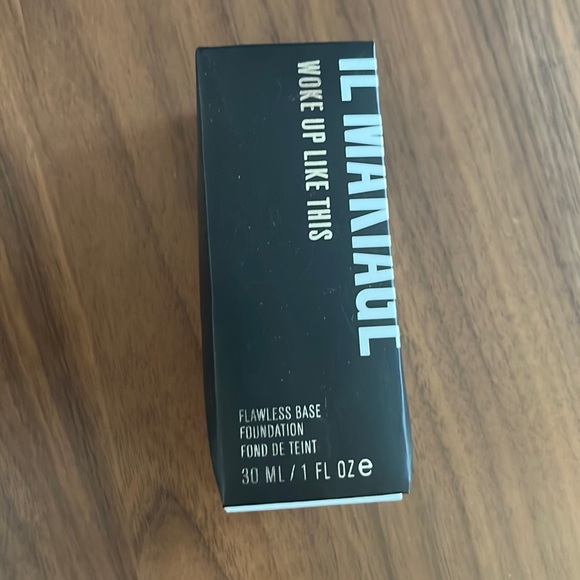 IL MAKIAGE
WOKE UP LIKE THIS
FLAWLESS BASE
FOUNDATION
FOND DE TEINT
30 ML / 1 FL OZ e